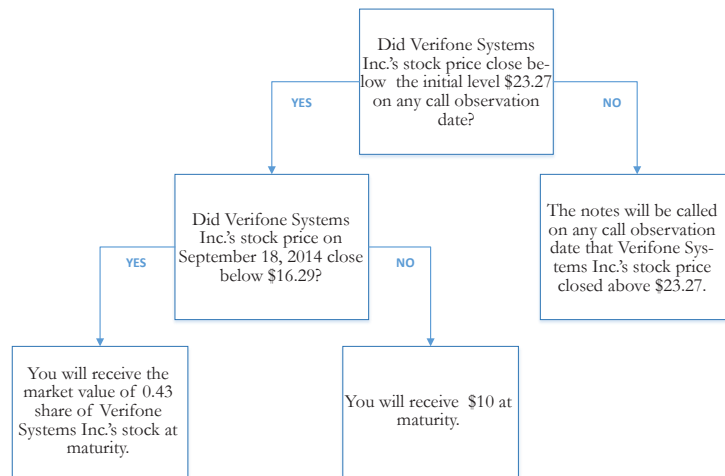 Did Verifone Systems
Inc.'s stock price close be-
low the initial level $23.27
on any call observation
date?
YES
NO
Did Verifone Systems
Inc.'s stock price on
September 18, 2014 close
below $16.29?
The notes will be called
on any call observation
date that Verifone Sys-
tems Inc.'s stock price
closed above $23.27.
YES
NO
You will receive the
market value of 0.43
share of Verifone
Systems Inc.'s stock at
maturity.
You will receive $10 at
maturity.